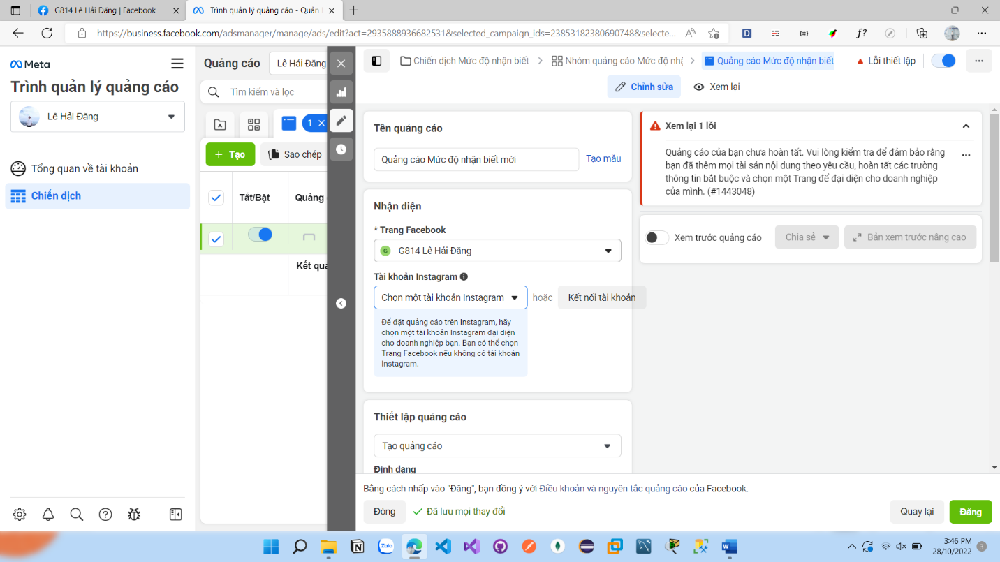 G814 Lê Hải Đăng | Facebook
Trình quản lý quảng cáo - Quản
https://business.facebook.com/adsmanager/manage/ads/edit?act=2935888936682531&selected_campaign_ids=23853182380690748&selecte...
Meta
Trình quản lý quảng cáo
Lê Hải Đăng
Tổng quan về tài khoản
Chiến dịch
Quảng cáo
Lê Hải Đăng
Tìm kiếm và lọc
1
+ Tạo
Sao chép
Tắt/Bật
Quảng
Kết quả
Chiến dịch Mức độ nhận biết
Nhóm quảng cáo Mức độ nhậ
Quảng cáo Mức độ nhận biết
Lỗi thiết lập
Chỉnh sửa
Xem lại
Tên quảng cáo
Quảng cáo Mức độ nhận biết mới
Tạo mẫu
Nhận diện
* Trang Facebook
G
G814 Lê Hải Đăng
Tài khoản Instagram
Chọn một tài khoản Instagram
hoặc
Kết nối tài khoản
Để đặt quảng cáo trên Instagram, hãy
chọn một tài khoản Instagram đại diện
cho doanh nghiệp bạn. Bạn có thể chọn
Trang Facebook nếu không có tài khoản
Instagram.
Thiết lập quảng cáo
Tạo quảng cáo
Định dạng
Xem lại 1 lỗi
Quảng cáo của bạn chưa hoàn tất. Vui lòng kiểm tra để đảm bảo rằng
bạn đã thêm mọi tài sản nội dung theo yêu cầu, hoàn tất các trường
thông tin bắt buộc và chọn một Trang để đại diện cho doanh nghiệp
của mình. (#1443048)
Xem trước quảng cáo
Chia sẻ
Bản xem trước nâng cao
Bằng cách nhấp vào "Đăng", bạn đồng ý với Điều khoản và nguyên tắc quảng cáo của Facebook.
Đóng
Đã lưu mọi thay đổi
Quay lại
Đăng
Zalo
3:46 PM
28/10/2022
3